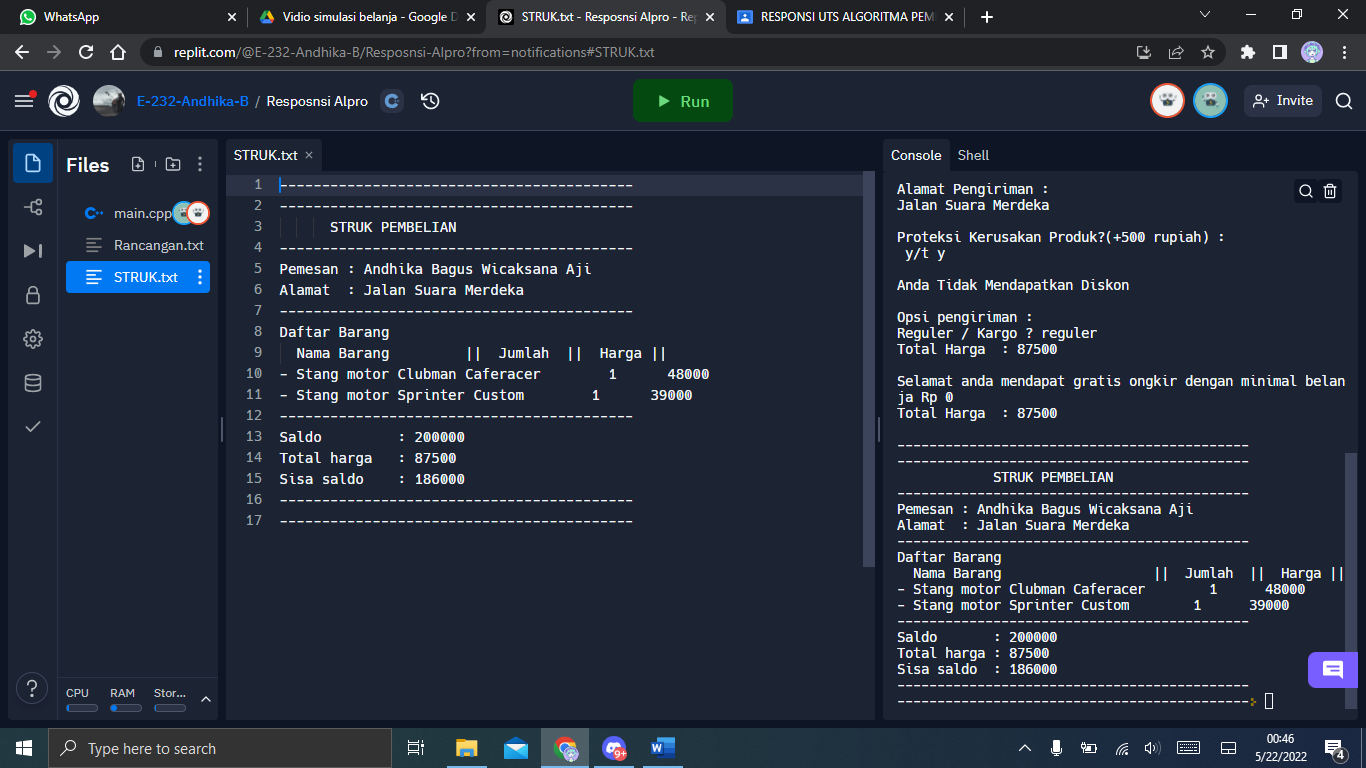 WhatsApp
Vidio simulasi belanja - Google D
STRUK.txt - Resposnsi Alpro - Rep
RESPONSI UTS ALGORITMA PEM
replit.com/@E-232-Andhika-B/Resposnsi-Alpro?from=notifications#STRUK.txt
E-232-Andhika-B / Resposnsi Alpro
Run
Invite
Files
main.cpp
Rancangan.txt
STRUK.txt
CPU RAM Stor...
STRUK.txt
1 ------------------------------------------
2 ------------------------------------------
3 STRUK PEMBELIAN
4 ------------------------------------------
5 Pemesan : Andhika Bagus Wicaksana Aji
6 Alamat  : Jalan Suara Merdeka
7 ------------------------------------------
8 Daftar Barang
9 Nama Barang         ||  Jumlah  ||  Harga ||
10 - Stang motor Clubman Caferacer        1      48000
11 - Stang motor Sprinter Custom        1      39000
12 ------------------------------------------
13 Saldo         : 200000
14 Total harga   : 87500
15 Sisa saldo    : 186000
16 ------------------------------------------
17 ------------------------------------------
Console Shell
Alamat Pengiriman :
Jalan Suara Merdeka
Proteksi Kerusakan Produk?(+500 rupiah) :
y/t y
Anda Tidak Mendapatkan Diskon
Opsi pengiriman :
Reguler / Kargo ? reguler
Total Harga  : 87500
Selamat anda mendapat gratis ongkir dengan minimal belan
ja Rp 0
Total Harga  : 87500
--------------------------------------------
--------------------------------------------
STRUK PEMBELIAN
--------------------------------------------
Pemesan : Andhika Bagus Wicaksana Aji
Alamat  : Jalan Suara Merdeka
--------------------------------------------
Daftar Barang
Nama Barang                   ||  Jumlah  ||  Harga ||
- Stang motor Clubman Caferacer        1      48000
- Stang motor Sprinter Custom        1      39000
--------------------------------------------
Saldo       : 200000
Total harga : 87500
Sisa saldo  : 186000
--------------------------------------------
--------------------------------------------
Type here to search
9+
00:46
5/22/2022
4